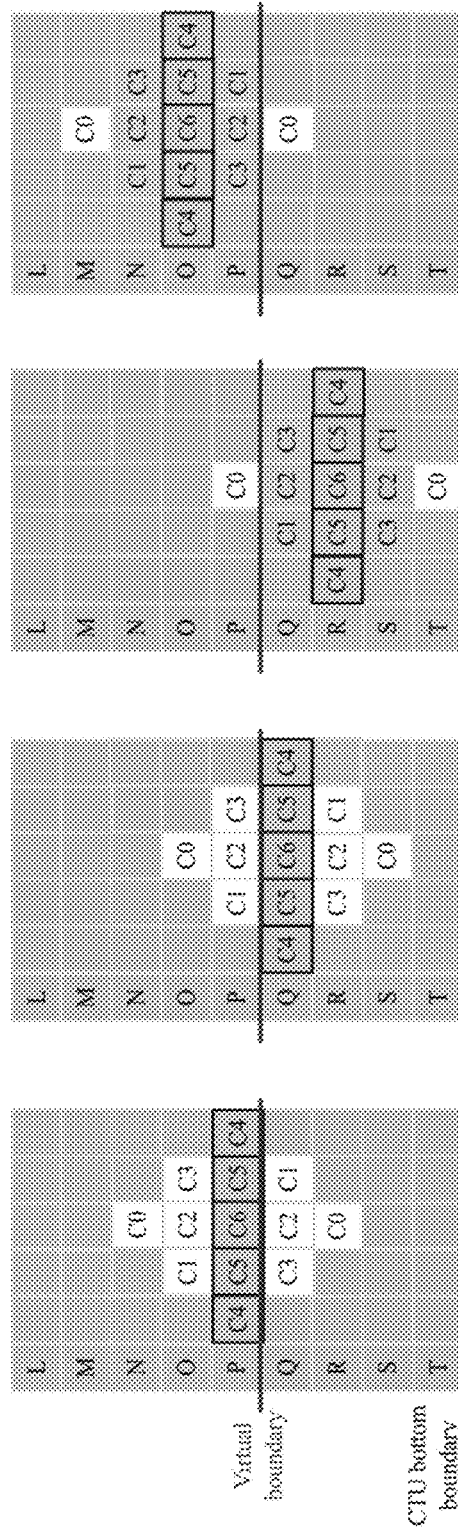 L
M
N C0
O C1 C2 C3
P C4 C5 C6 C5 C4
Virtual
boundary
Q C3 C2 C1
R C0
S
T
CTU bottom
boundary
L
M
N
O C0
P C1 C2 C3
Q C4 C5 C6 C5 C4
R C3 C2 C1
S C0
T
L
M
N
O
P C0
Q C1 C2 C3
R C4 C5 C6 C5 C4
S C3 C2 C1
T C0
L
M C0
N C1 C2 C3
O C4 C5 C6 C5 C4
P C3 C2 C1
Q C0
R
S
T